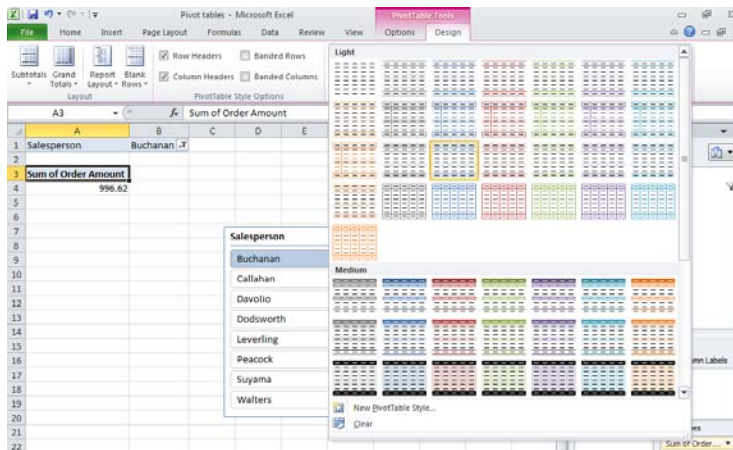 Pivot tables - Microsoft Excel
PivotTable Tools
File Home Insert Page Layout Formulas Data Review View Options Design
Subtotals Grand Totals Report Layout Blank Rows
Layout
Row Headers Banded Rows
Column Headers Banded Columns
PivotTable Style Options
Light
A3 fx Sum of Order Amount
A B C D E
1 Salesperson Buchanan
2
3 Sum of Order Amount
4 996.62
5
6
7 Salesperson
8
9 Buchanan
10 Callahan
11
12 Davolio
13 Dodsworth
14
15 Leverling
16 Peacock
17
18 Suyama
19 Walters
20
21
22
Medium
New PivotTable Style...
Clear
mn Labels
es
Sum of Order...